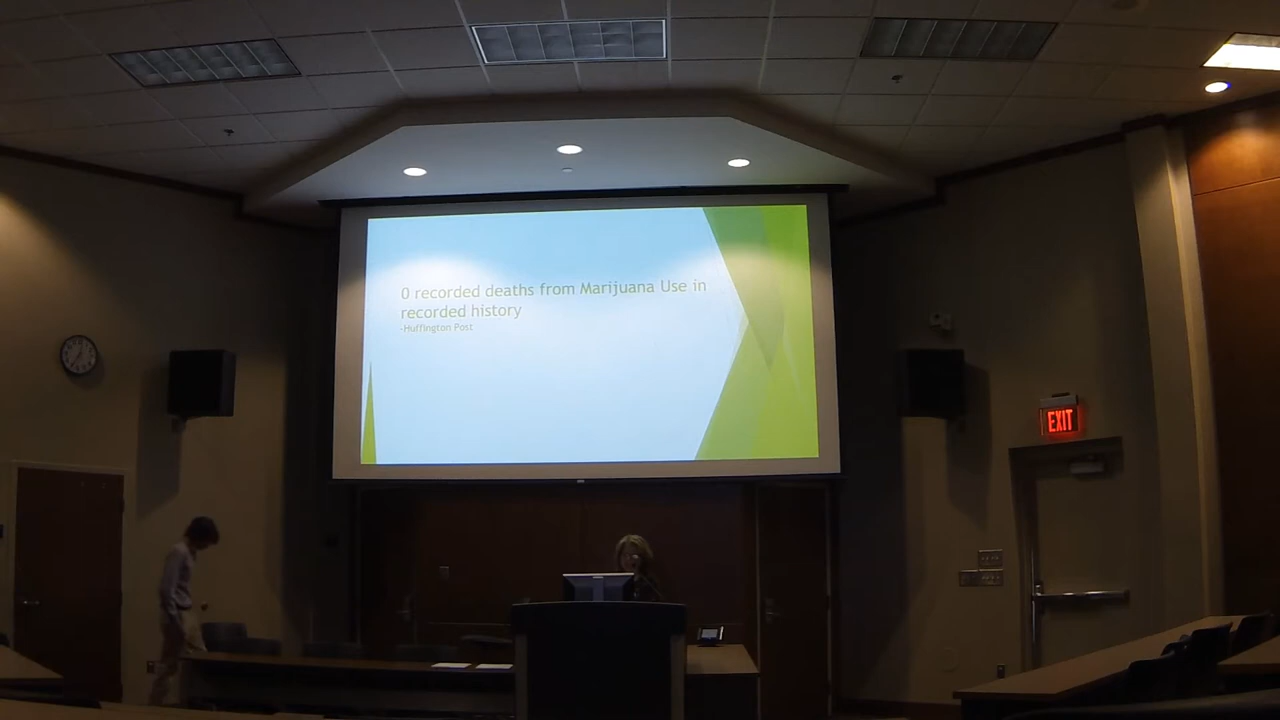 0 recorded deaths from Marijuana Use in
recorded history
-Huffington Post
EXIT